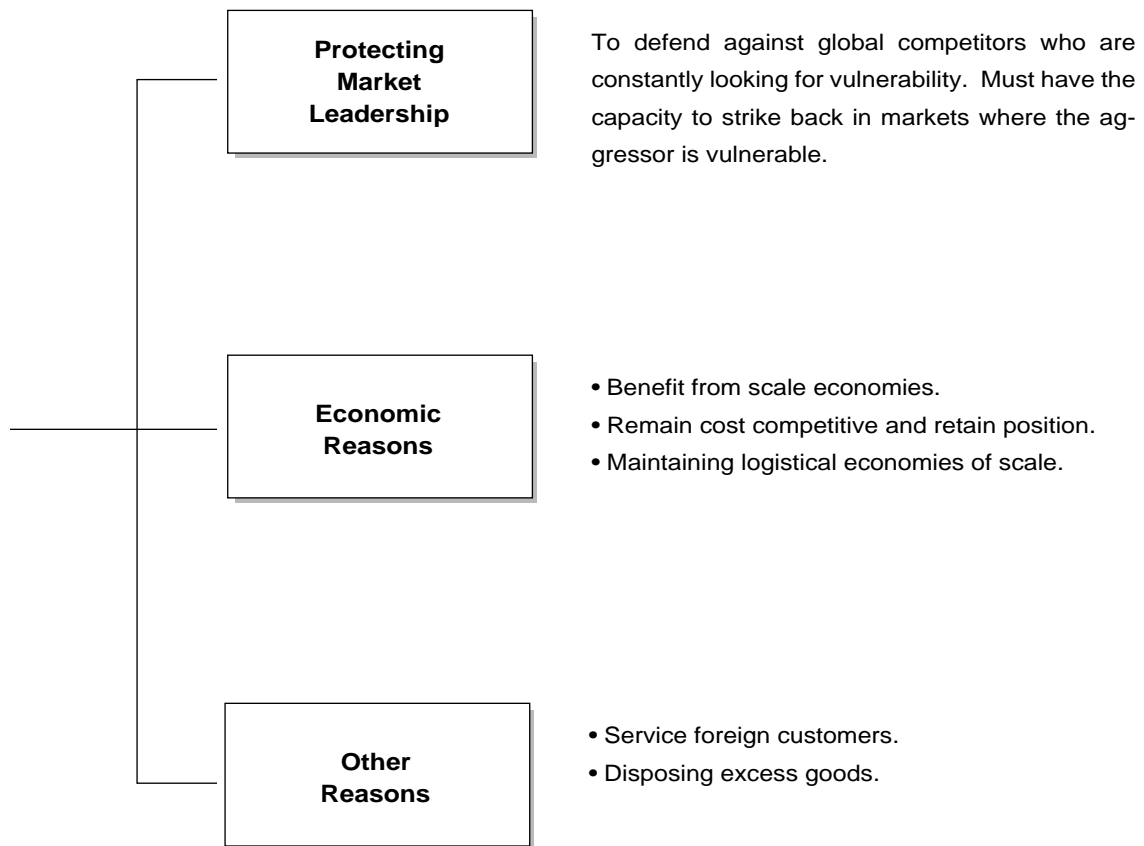 Protecting
Market
Leadership
To defend against global competitors who are
constantly looking for vulnerability. Must have the
capacity to strike back in markets where the ag-
gressor is vulnerable.
Economic
Reasons
• Benefit from scale economies.
• Remain cost competitive and retain position.
• Maintaining logistical economies of scale.
Other
Reasons
• Service foreign customers.
• Disposing excess goods.